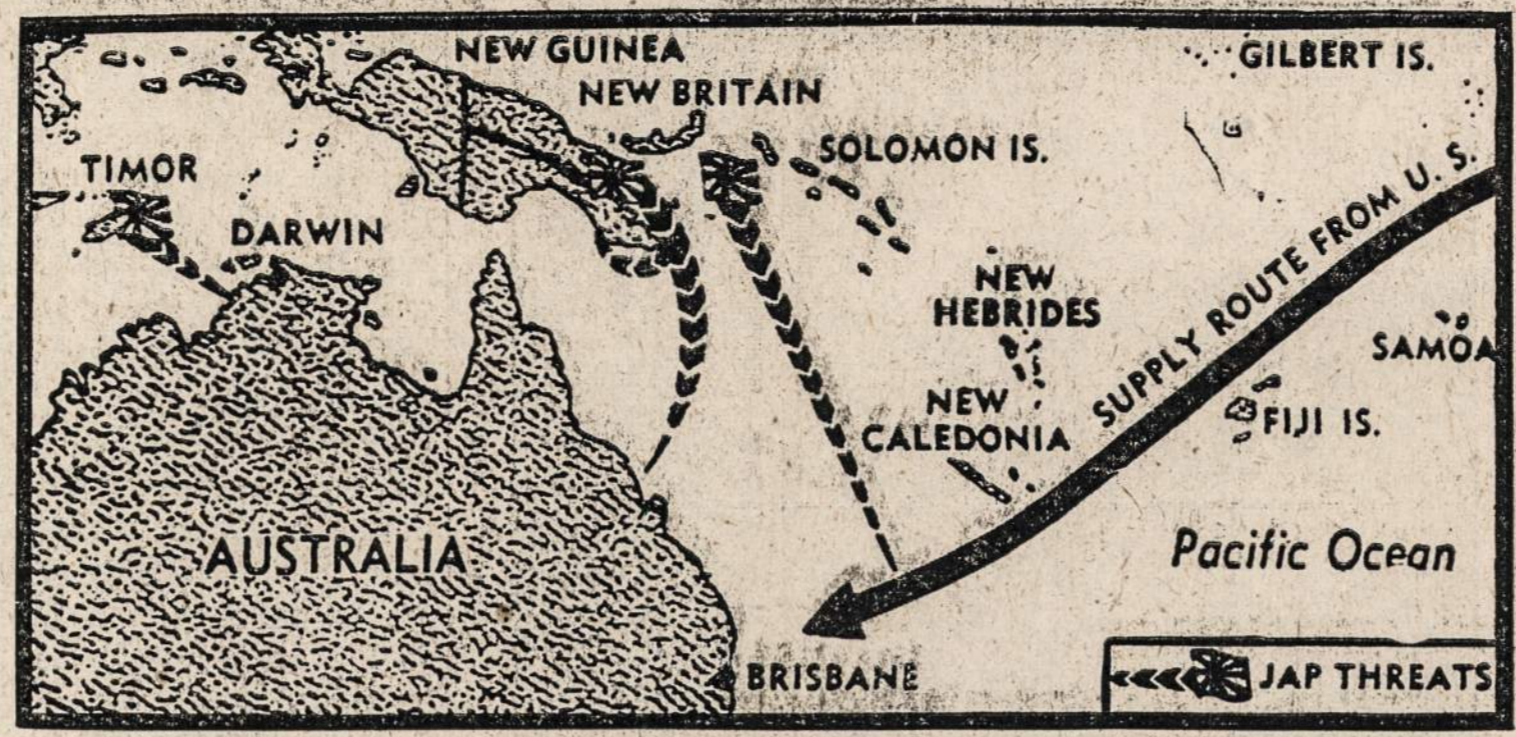 NEW GUINEA
NEW BRITAIN
GILBERT IS.
SOLOMON IS.
TIMOR
DARWIN
NEW
HEBRIDES
SUPPLY ROUTE FROM U. S.
SAMOA
NEW
CALEDONIA
FIJI IS.
AUSTRALIA
Pacific Ocean
BRISBANE
JAP THREATS